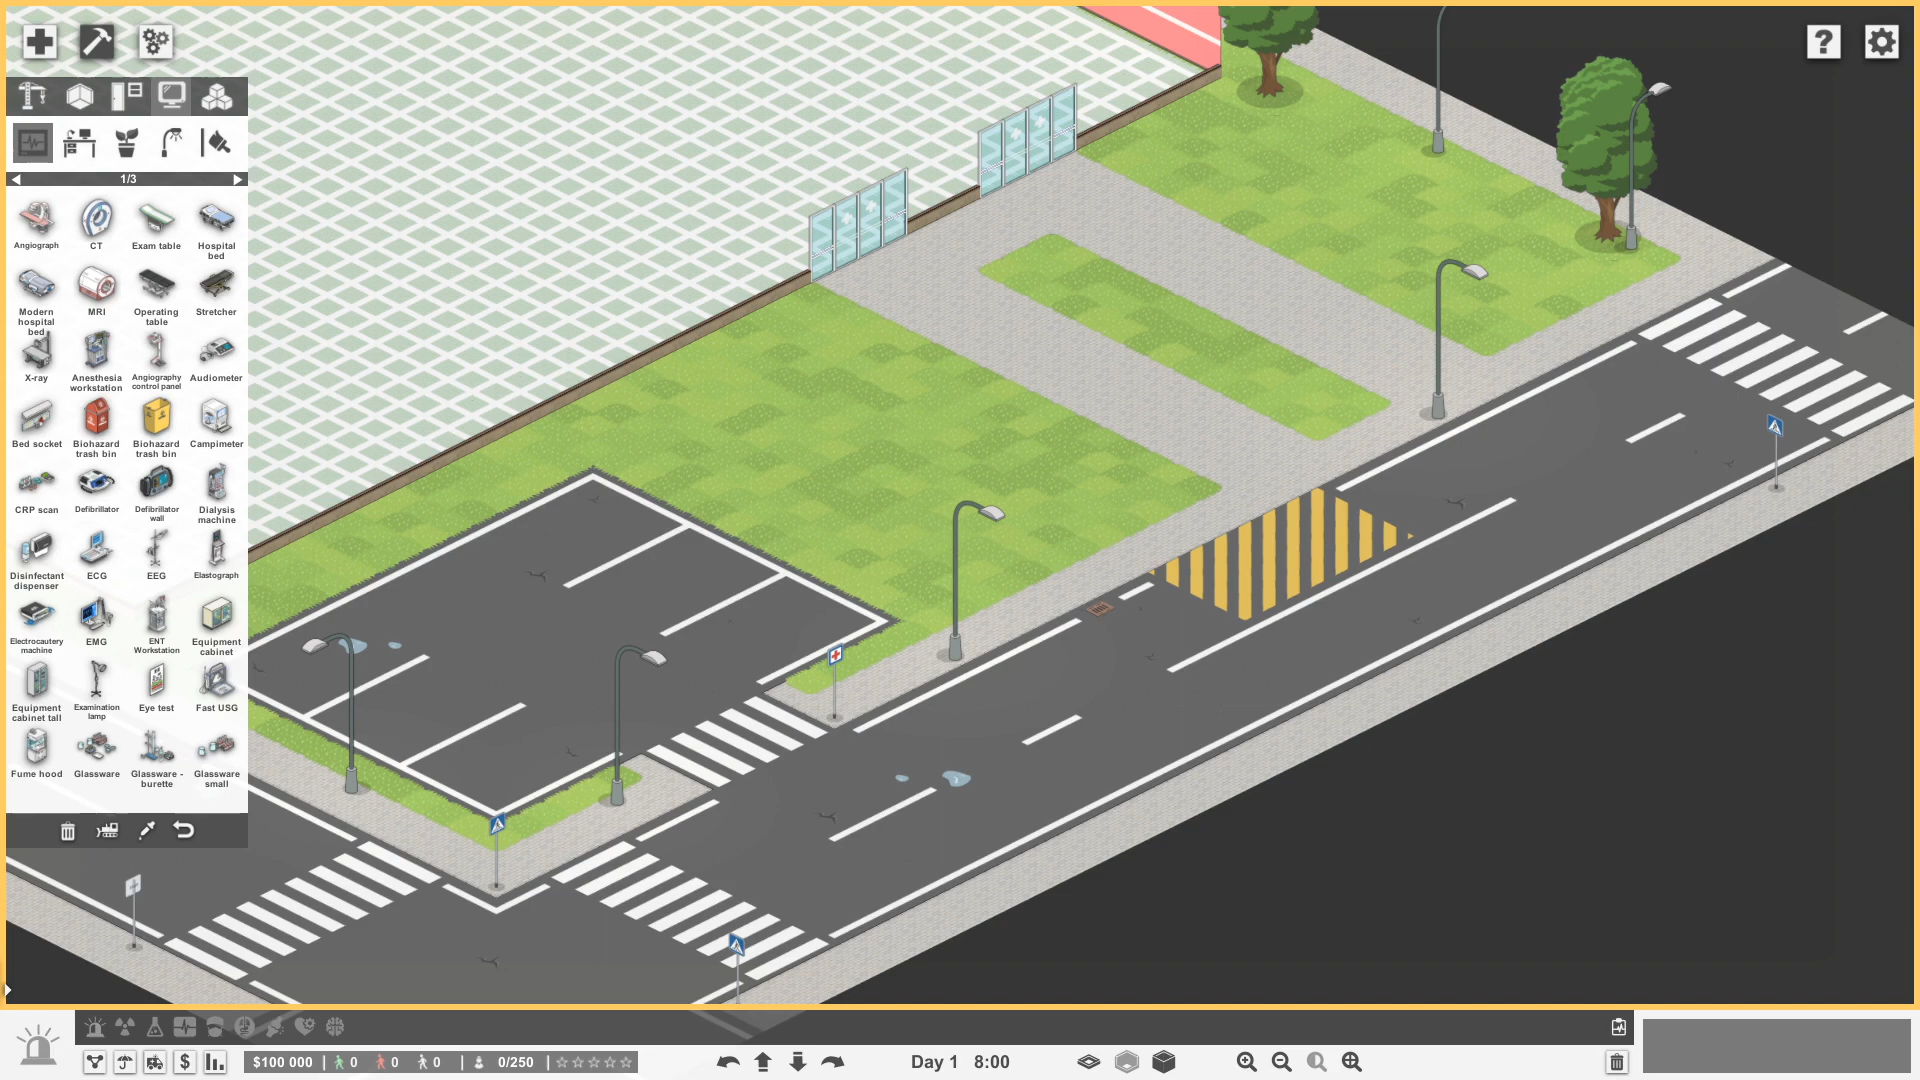 ?
1/3
Angiograph
CT
Exam table
Hospital bed
Modern hospital bed
MRI
Operating table
Stretcher
X-ray
Anesthesia workstation
Angiography control panel
Audiometer
Bed socket
Biohazard trash bin
Biohazard trash bin
Campimeter
CRP scan
Defibrillator
Defibrillator wall
Dialysis machine
Disinfectant dispenser
ECG
EEG
Elastograph
Electrocautery machine
EMG
ENT Workstation
Equipment cabinet
Equipment cabinet tall
Examination lamp
Eye test
Fast USG
Fume hood
Glassware
Glassware - burette
Glassware small
$100 000 | 0 0 0 | 0/250 |
Day 1 8:00